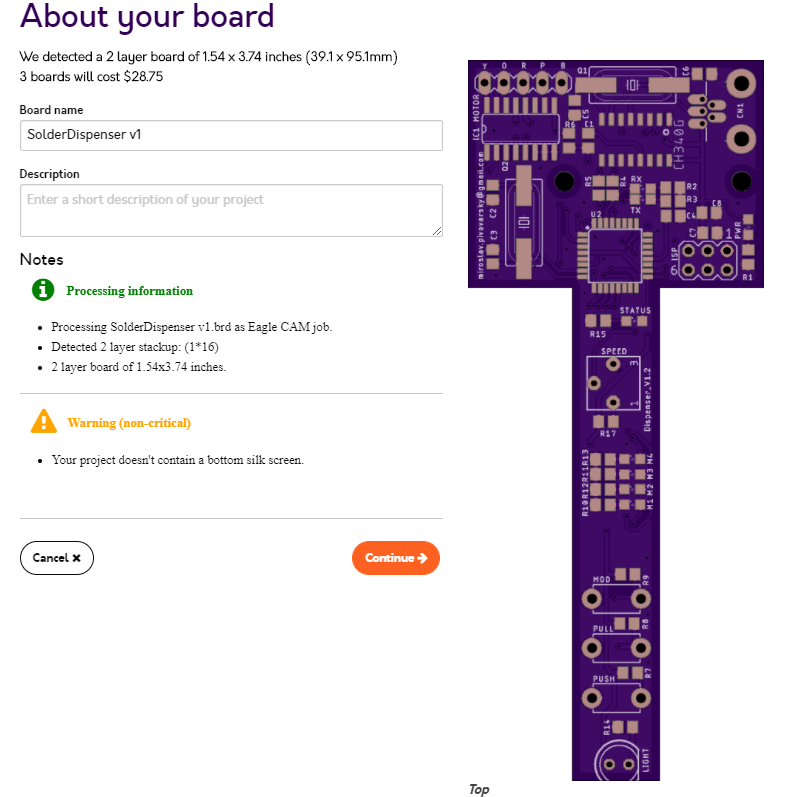 About your board
We detected a 2 layer board of 1.54 x 3.74 inches (39.1 x 95.1mm)
3 boards will cost $28.75
Board name
SolderDispenser v1
Description
Enter a short description of your project
Notes
Processing information
Processing SolderDispenser v1.brd as Eagle CAM job.
Detected 2 layer stackup: (1*16)
2 layer board of 1.54x3.74 inches.
Warning (non-critical)
Your project doesn't contain a bottom silk screen.
Cancel ×
Continue →
Y O R P B
Q1
C6
MOTOR
IC1
C5
R6
C1
CH340G
CN1
miroslav.pivovarsky@gmail.com
Q2
R5
R4
RX
TX
R2
R3
C4
C8
C7
C2
C3
U2
1
PWR
ISP
6
R1
STATUS
R15
SPEED
3
1
Dispenser_V1.2
R17
R10 R12 R11 R13
M1 M2 M3 M4
MOD
R9
PULL
R8
PUSH
R7
R14
LIGHT
Top